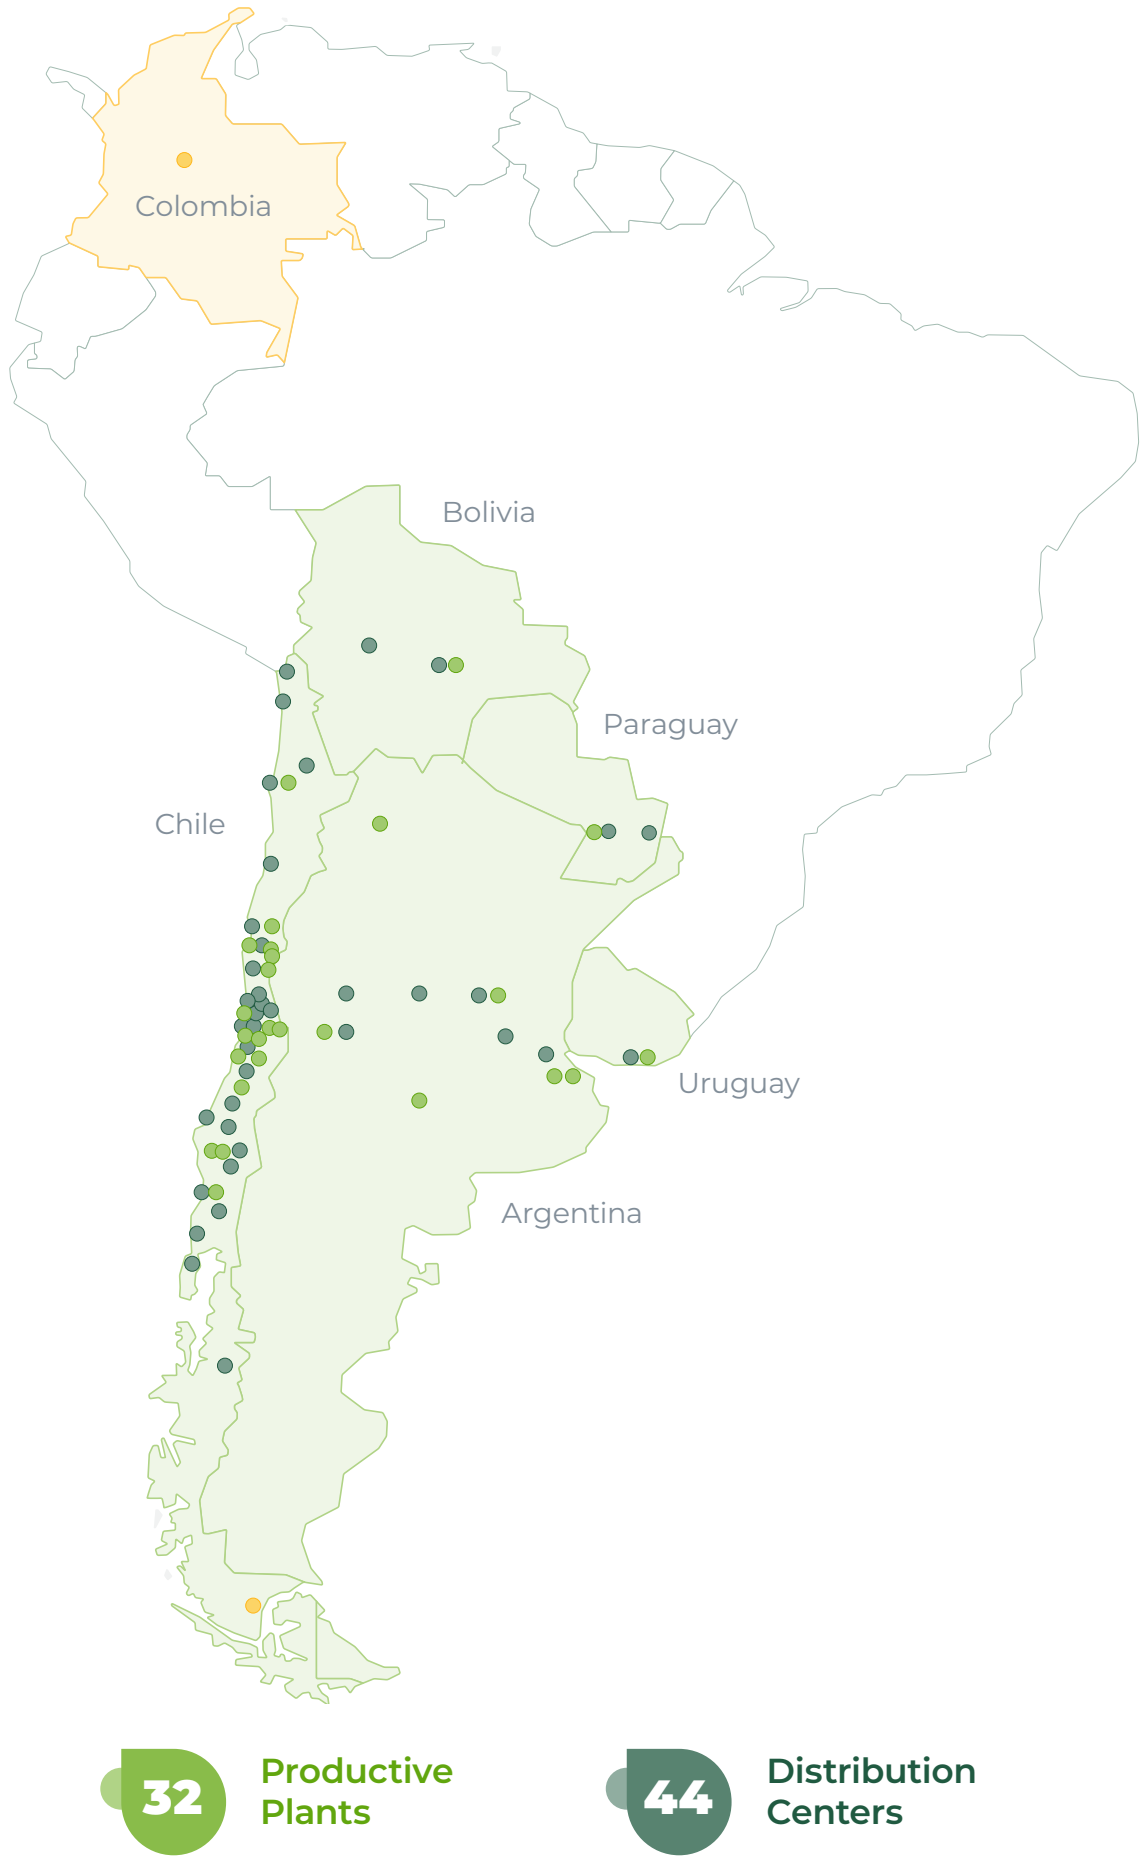 Colombia
Bolivia
Paraguay
Chile
Uruguay
Argentina
32
Productive
Plants
44
Distribution
Centers